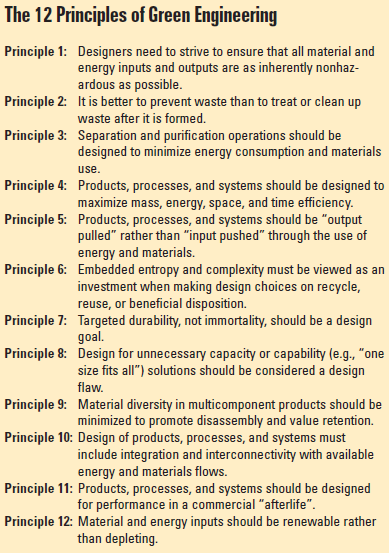 The 12 Principles of Green Engineering
Principle 1: Designers need to strive to ensure that all material and
energy inputs and outputs are as inherently nonhaz-
ardous as possible.
Principle 2: It is better to prevent waste than to treat or clean up
waste after it is formed.
Principle 3: Separation and purification operations should be
designed to minimize energy consumption and materials
use.
Principle 4: Products, processes, and systems should be designed to
maximize mass, energy, space, and time efficiency.
Principle 5: Products, processes, and systems should be “output
pulled” rather than “input pushed” through the use of
energy and materials.
Principle 6: Embedded entropy and complexity must be viewed as an
investment when making design choices on recycle,
reuse, or beneficial disposition.
Principle 7: Targeted durability, not immortality, should be a design
goal.
Principle 8: Design for unnecessary capacity or capability (e.g., “one
size fits all”) solutions should be considered a design
flaw.
Principle 9: Material diversity in multicomponent products should be
minimized to promote disassembly and value retention.
Principle 10: Design of products, processes, and systems must
include integration and interconnectivity with available
energy and materials flows.
Principle 11: Products, processes, and systems should be designed
for performance in a commercial “afterlife”.
Principle 12: Material and energy inputs should be renewable rather
than depleting.